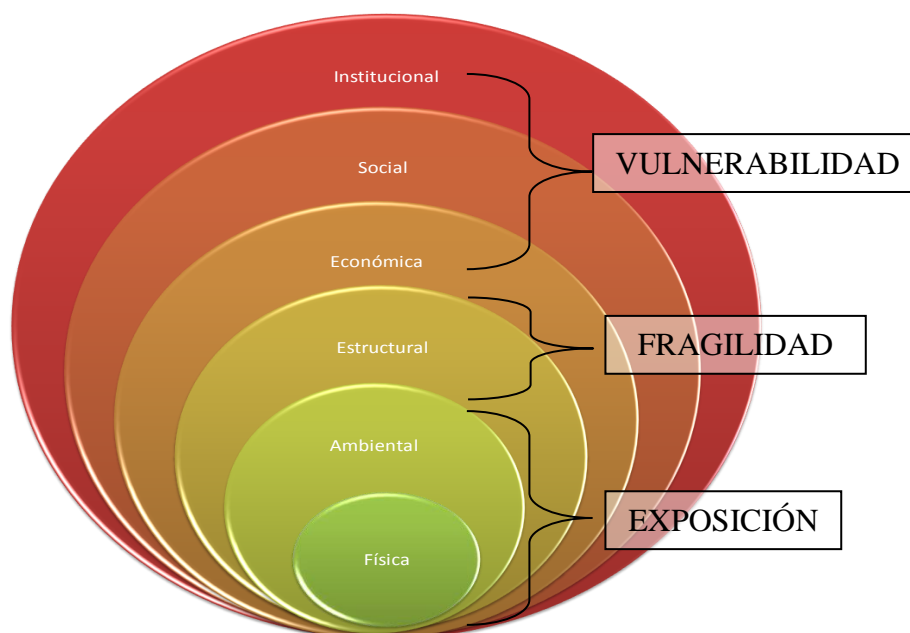 Institucional
Social
Económica
Estructural
Ambiental
Física
VULNERABILIDAD
FRAGILIDAD
EXPOSICIÓN